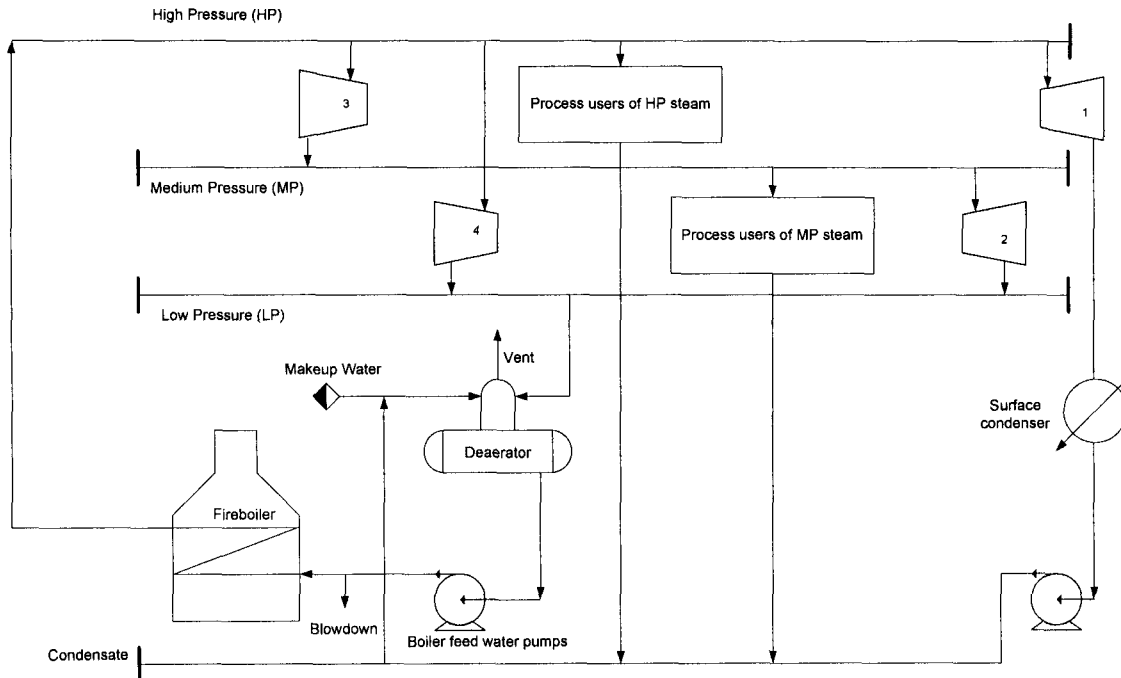 High Pressure (HP)
3
Process users of HP steam
1
Medium Pressure (MP)
4
Process users of MP steam
2
Low Pressure (LP)
Vent
Makeup Water
Surface
condenser
Deaerator
Fireboiler
Blowdown
Boiler feed water pumps
Condensate